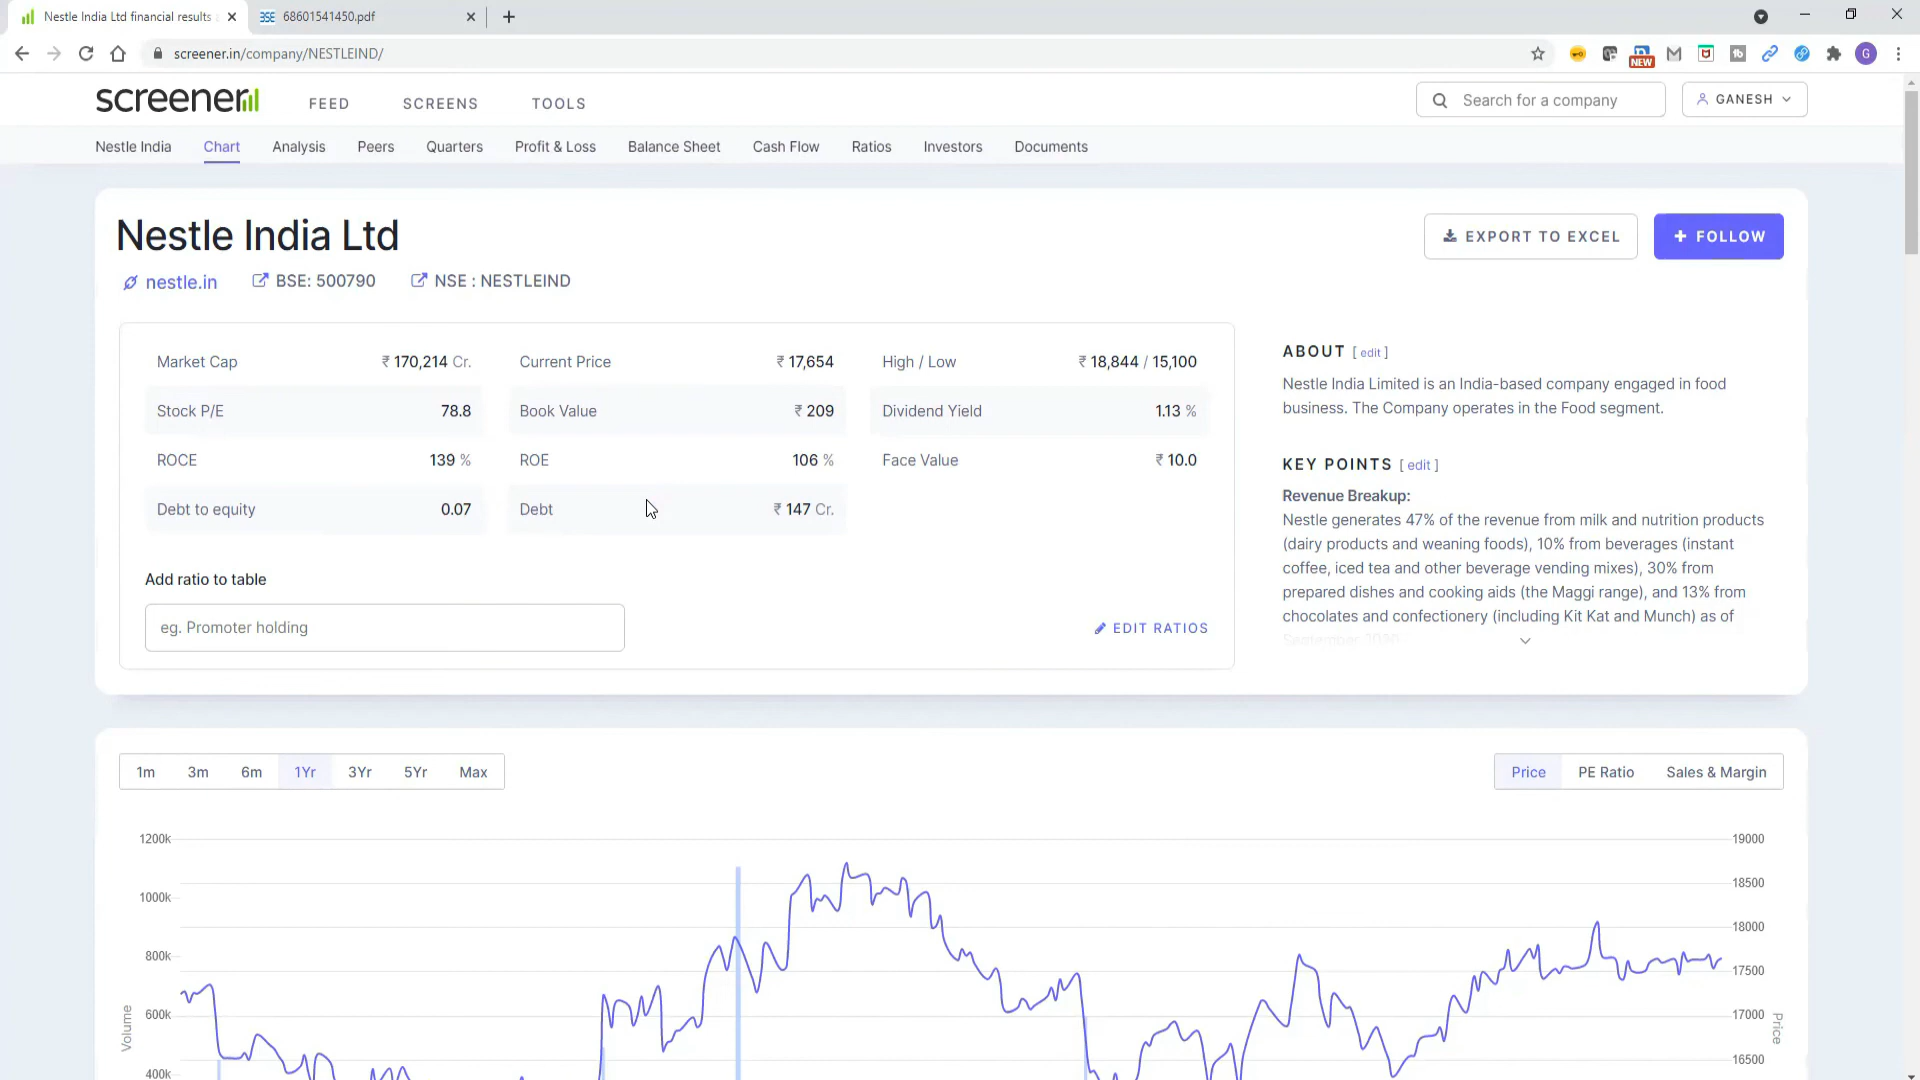 Nestle India Ltd financial results
68601541450.pdf
screener.in/company/NESTLEIND/
NEW
G
screener
FEED
SCREENS
TOOLS
Search for a company
GANESH
Nestle India
Chart
Analysis
Peers
Quarters
Profit & Loss
Balance Sheet
Cash Flow
Ratios
Investors
Documents
Nestle India Ltd
EXPORT TO EXCEL
+ FOLLOW
nestle.in
BSE: 500790
NSE : NESTLEIND
Market Cap ₹ 170,214 Cr.
Current Price ₹ 17,654
High / Low ₹ 18,844 / 15,100
Stock P/E 78.8
Book Value ₹ 209
Dividend Yield 1.13 %
ROCE 139 %
ROE 106 %
Face Value ₹ 10.0
Debt to equity 0.07
Debt ₹ 147 Cr.
Add ratio to table
eg. Promoter holding
EDIT RATIOS
ABOUT [ edit ]
Nestle India Limited is an India-based company engaged in food
business. The Company operates in the Food segment.
KEY POINTS [ edit ]
Revenue Breakup:
Nestle generates 47% of the revenue from milk and nutrition products
(dairy products and weaning foods), 10% from beverages (instant
coffee, iced tea and other beverage vending mixes), 30% from
prepared dishes and cooking aids (the Maggi range), and 13% from
chocolates and confectionery (including Kit Kat and Munch) as of
1m
3m
6m
1Yr
3Yr
5Yr
Max
Price
PE Ratio
Sales & Margin
1200k
1000k
800k
600k
400k
Volume
19000
18500
18000
17500
17000
16500
Price